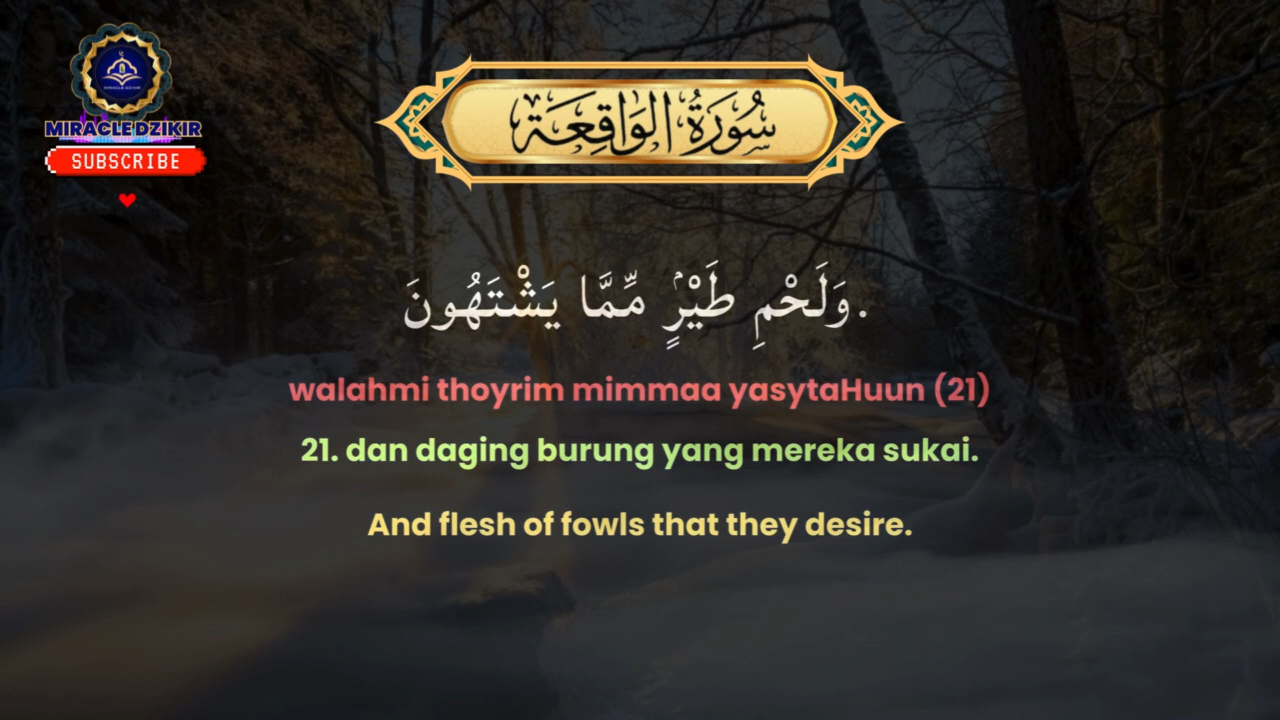 MIRACLE DZIKIR
SUBSCRIBE
سُورَةُ الوَاقِعَة
.وَلَحْمِ طَيْرٍۢ مِّمَّا يَشْتَهُونَ
walahmi thoyrim mimmaa yasytaHuun (21)
21. dan daging burung yang mereka sukai.
And flesh of fowls that they desire.